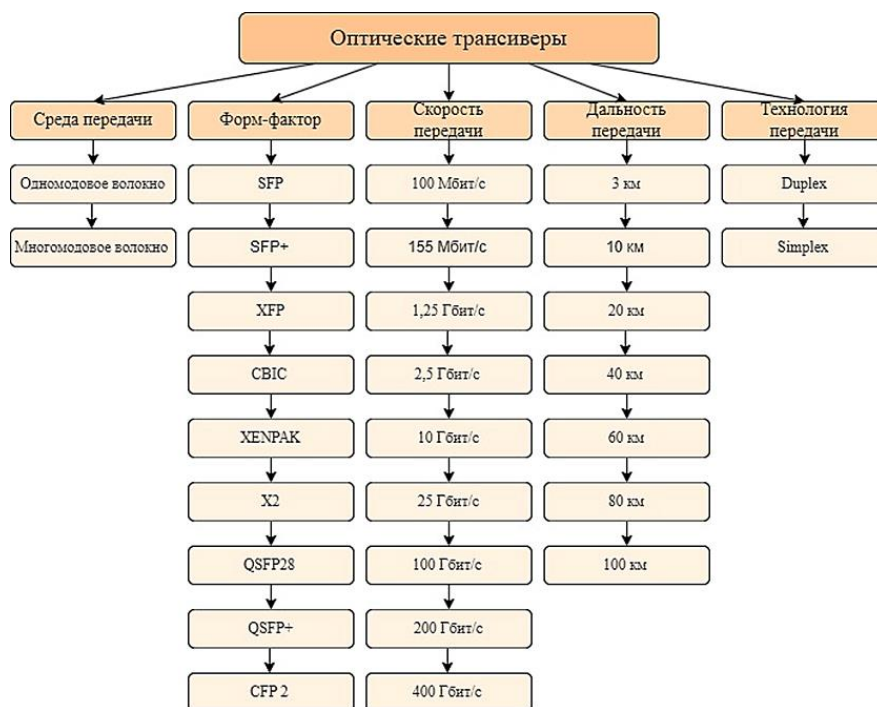 Оптические трансиверы
Среда передачи
Форм-фактор
Скорость
передачи
Дальность
передачи
Технология
передачи
Одномодовое волокно
SFP
100 Мбит/с
3 км
Duplex
Многомодовое волокно
SFP+
155 Мбит/с
10 км
Simplex
XFP
1,25 Гбит/с
20 км
CBIC
2,5 Гбит/с
40 км
XENPAK
10 Гбит/с
60 км
X2
25 Гбит/с
80 км
QSFP28
100 Гбит/с
100 км
QSFP+
200 Гбит/с
CFP 2
400 Гбит/с